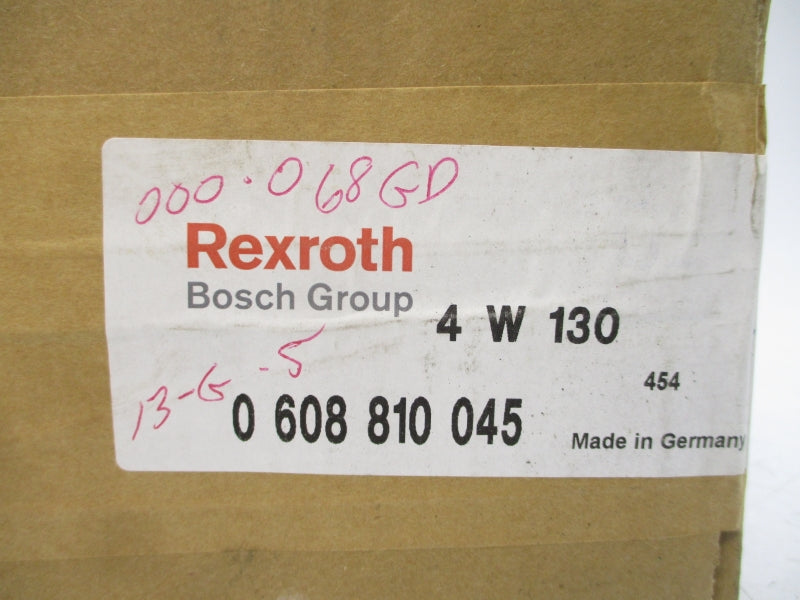 000.068GD
Rexroth
Bosch Group
4 W 130
454
13-G-5
0 608 810 045
Made in Germany